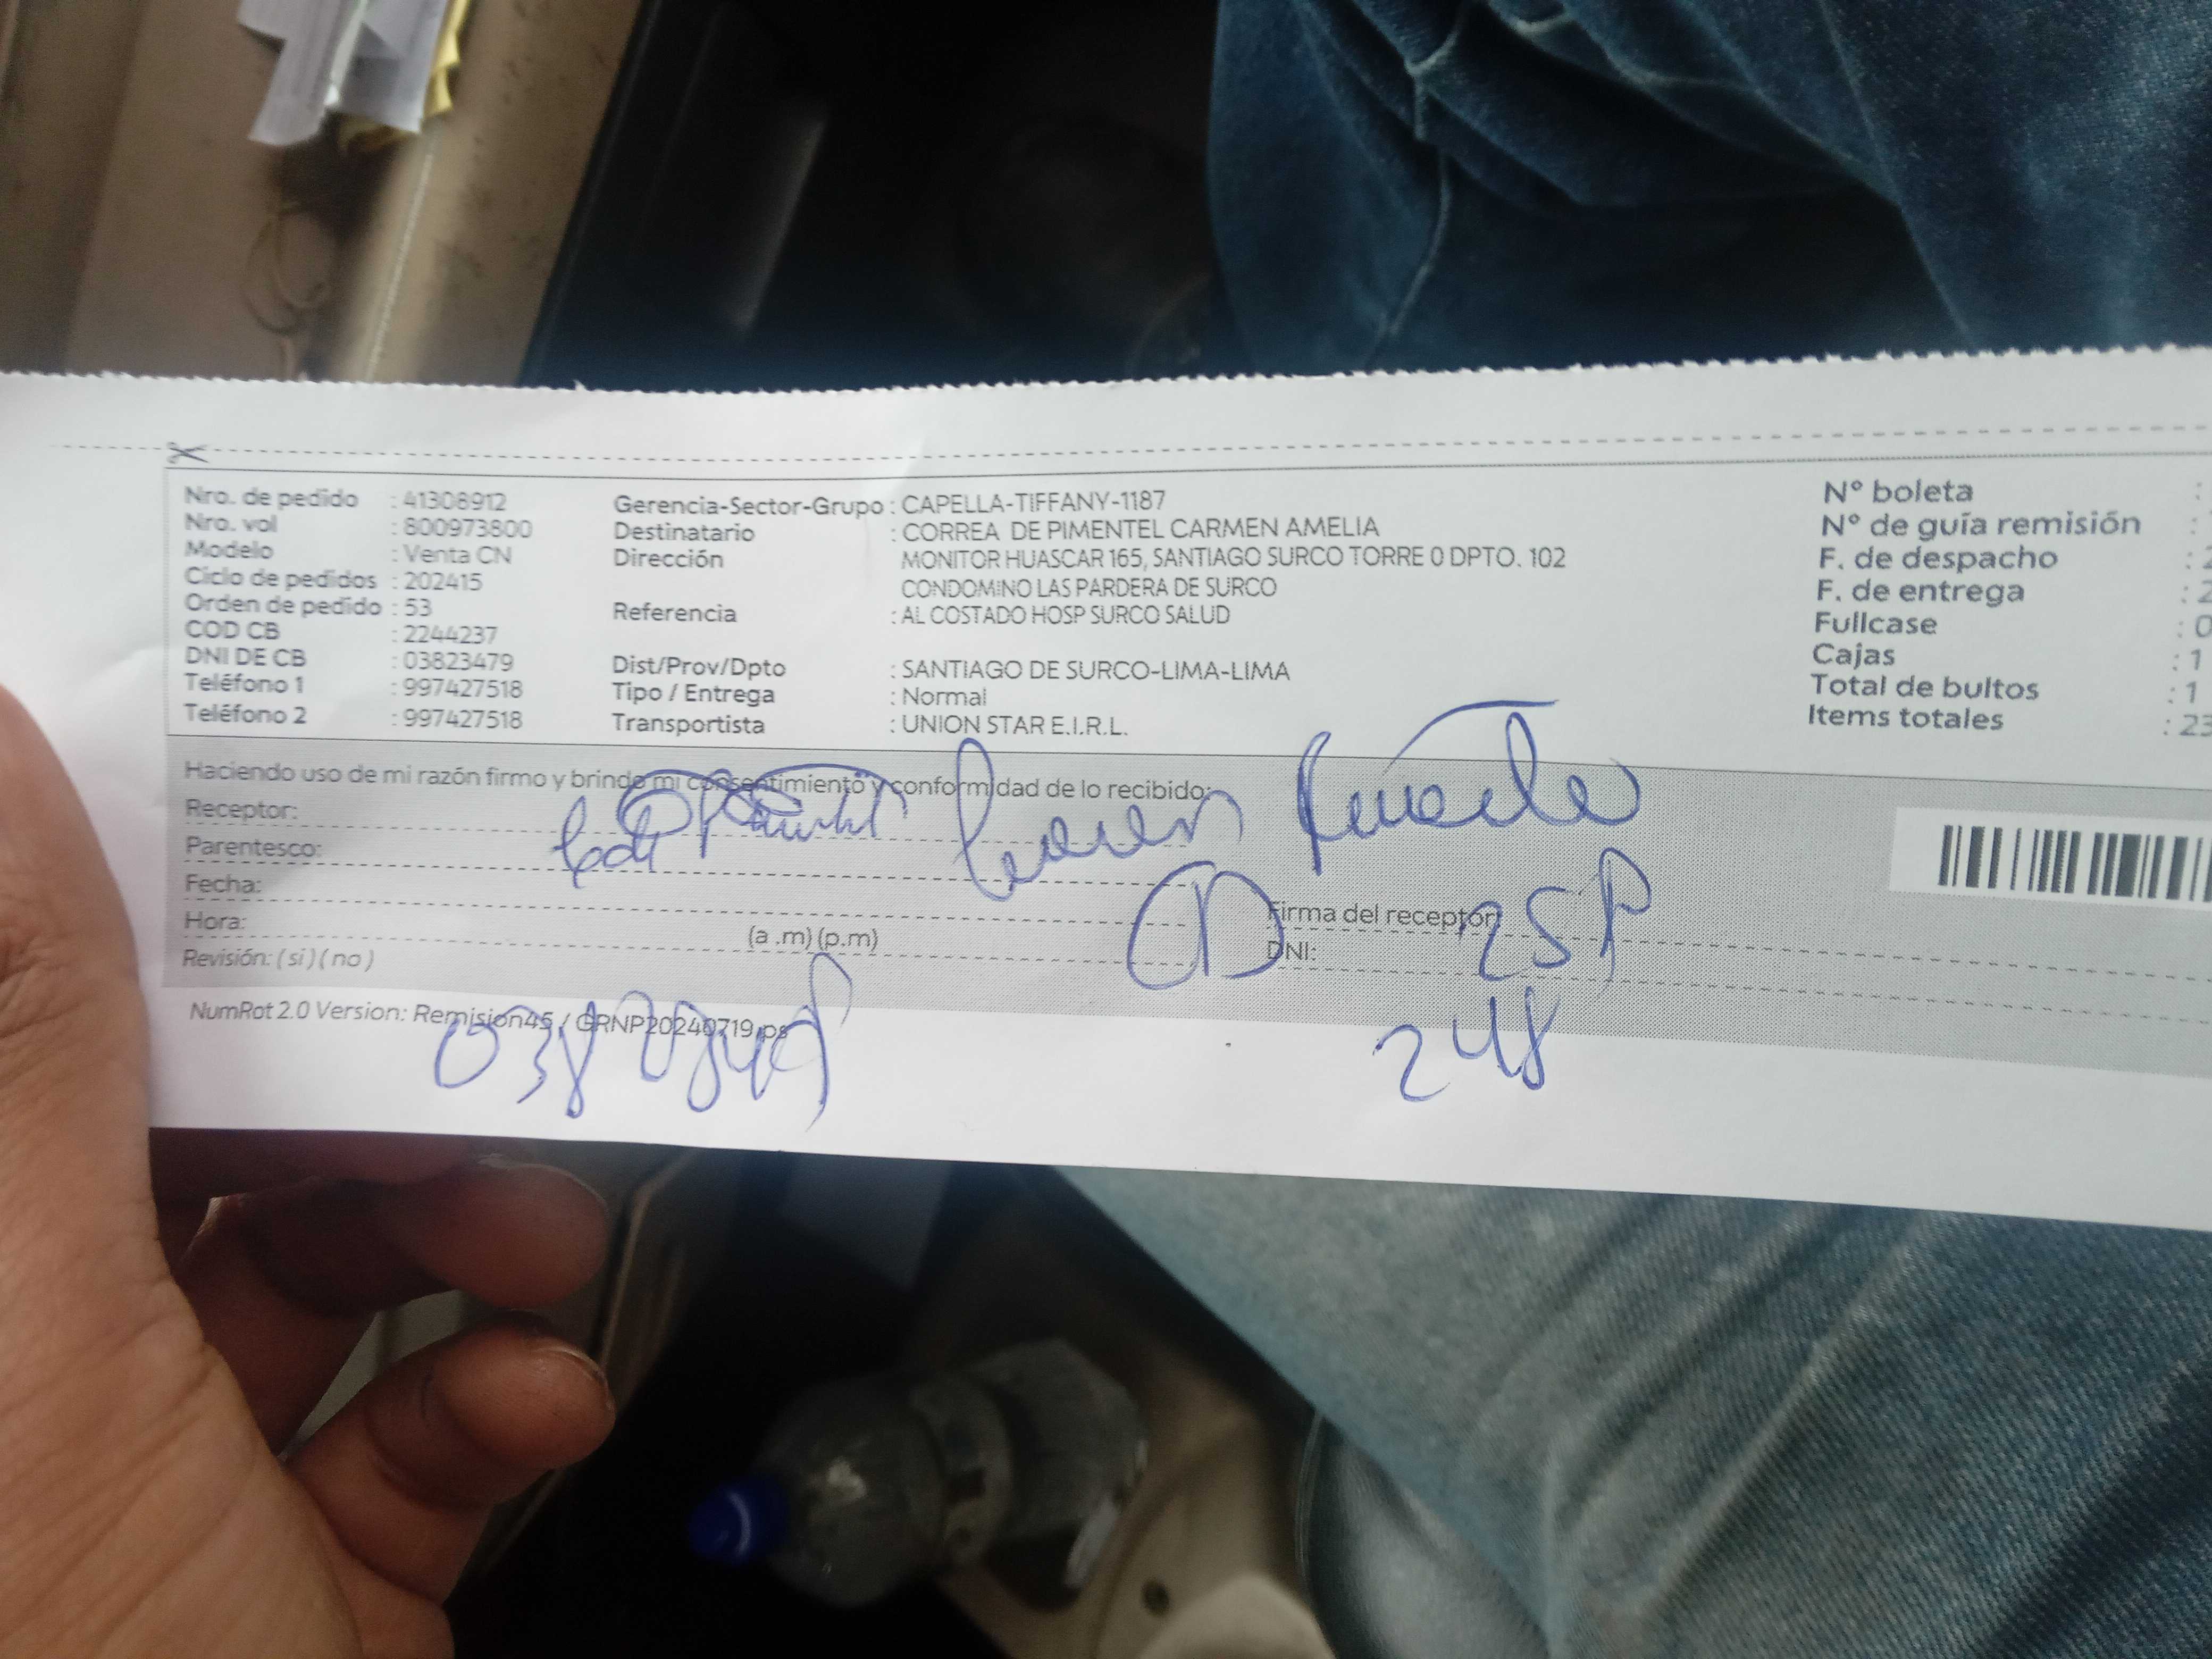 Nro. de pedido : 41308912
Nro. vol : 800973800
Modelo : Venta CN
Ciclo de pedidos : 202415
Orden de pedido : 53
COD CB : 2244237
DNI DE CB : 03823479
Teléfono 1 : 997427518
Teléfono 2 : 997427518
Gerencia-Sector-Grupo : CAPELLA-TIFFANY-1187
Destinatario : CORREA DE PIMENTEL CARMEN AMELIA
Dirección MONITOR HUASCAR 165, SANTIAGO SURCO TORRE 0 DPTO. 102
CONDOMINO LAS PARDERA DE SURCO
Referencia : AL COSTADO HOSP SURCO SALUD
Dist/Prov/Dpto : SANTIAGO DE SURCO-LIMA-LIMA
Tipo / Entrega : Normal
Transportista : UNION STAR E.I.R.L.
N° boleta :
N° de guía remisión :
F. de despacho : 2
F. de entrega : 2
Fullcase : 0
Cajas : 1
Total de bultos : 1
Items totales : 23
Haciendo uso de mi razón firmo y brindo mi consentimiento y conformidad de lo recibido:
Receptor:
Parentesco:
Fecha:
Hora: (a .m) (p.m)
Revisión: ( si ) ( no )
Firma del receptor
DNI:
248
NumRot 2.0 Version: Remision45 / GRNP20240719.ps